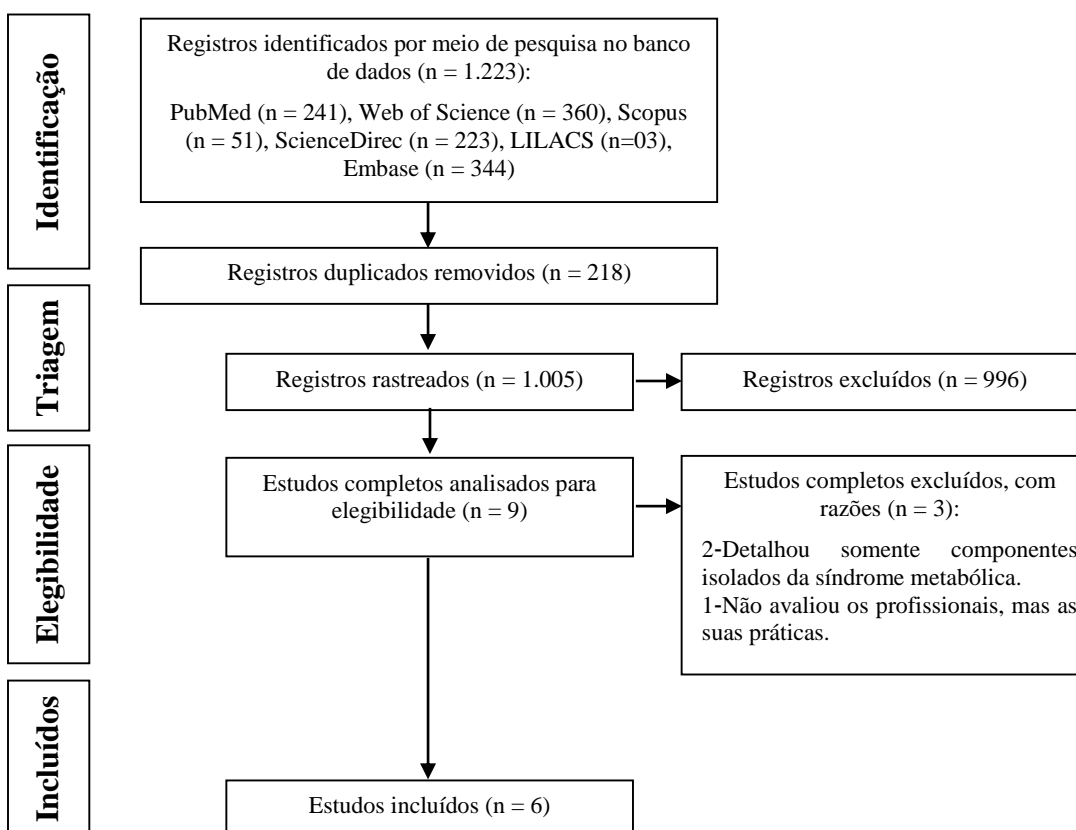 Identificação
Registros identificados por meio de pesquisa no banco
de dados (n = 1.223):
PubMed (n = 241), Web of Science (n = 360), Scopus
(n = 51), ScienceDirec (n = 223), LILACS (n=03),
Embase (n = 344)
Registros duplicados removidos (n = 218)
Triagem
Registros rastreados (n = 1.005)
Registros excluídos (n = 996)
Elegibilidade
Estudos completos analisados para
elegibilidade (n = 9)
Estudos completos excluídos, com
razões (n = 3):
2-Detalhou somente componentes
isolados da síndrome metabólica.
1-Não avaliou os profissionais, mas as
suas práticas.
Incluídos
Estudos incluídos (n = 6)